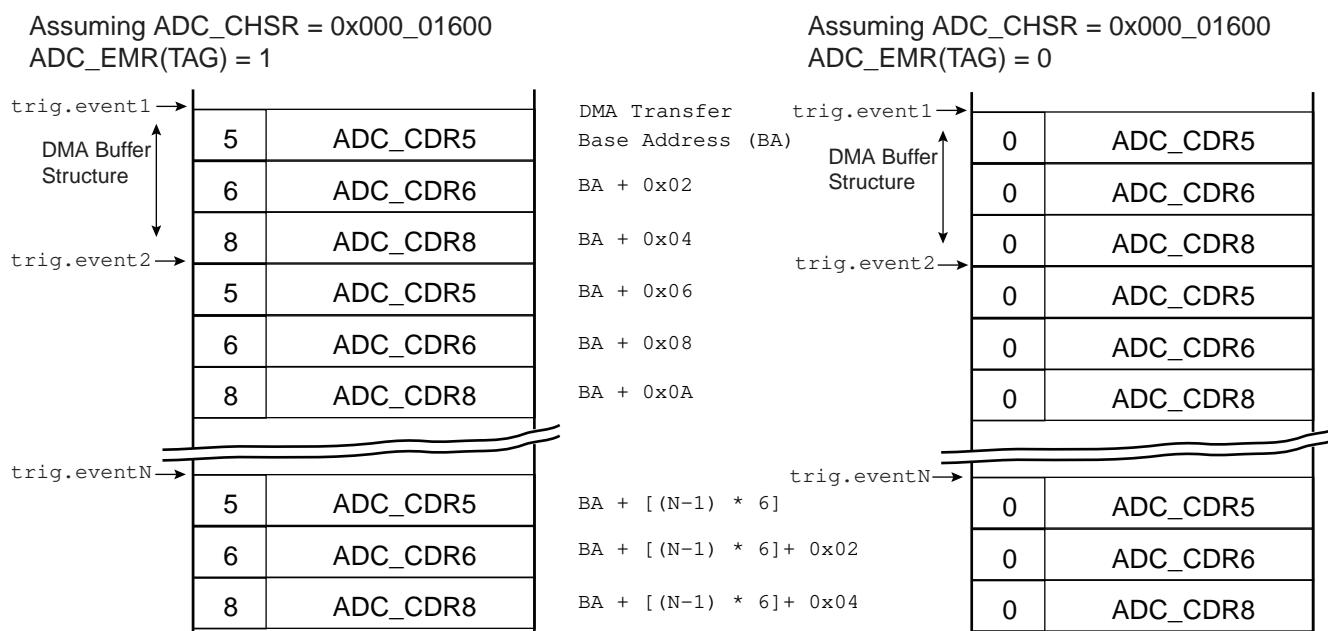 Assuming ADC_CHSR = 0x000_01600
ADC_EMR(TAG) = 1
trig.event1
DMA Buffer
Structure
5 ADC_CDR5
6 ADC_CDR6
8 ADC_CDR8
trig.event2
5 ADC_CDR5
6 ADC_CDR6
8 ADC_CDR8
trig.eventN
5 ADC_CDR5
6 ADC_CDR6
8 ADC_CDR8
DMA Transfer
Base Address (BA)
BA + 0x02
BA + 0x04
BA + 0x06
BA + 0x08
BA + 0x0A
BA + [(N-1) * 6]
BA + [(N-1) * 6]+ 0x02
BA + [(N-1) * 6]+ 0x04
Assuming ADC_CHSR = 0x000_01600
ADC_EMR(TAG) = 0
trig.event1
DMA Buffer
Structure
0 ADC_CDR5
0 ADC_CDR6
0 ADC_CDR8
trig.event2
0 ADC_CDR5
0 ADC_CDR6
0 ADC_CDR8
trig.eventN
0 ADC_CDR5
0 ADC_CDR6
0 ADC_CDR8